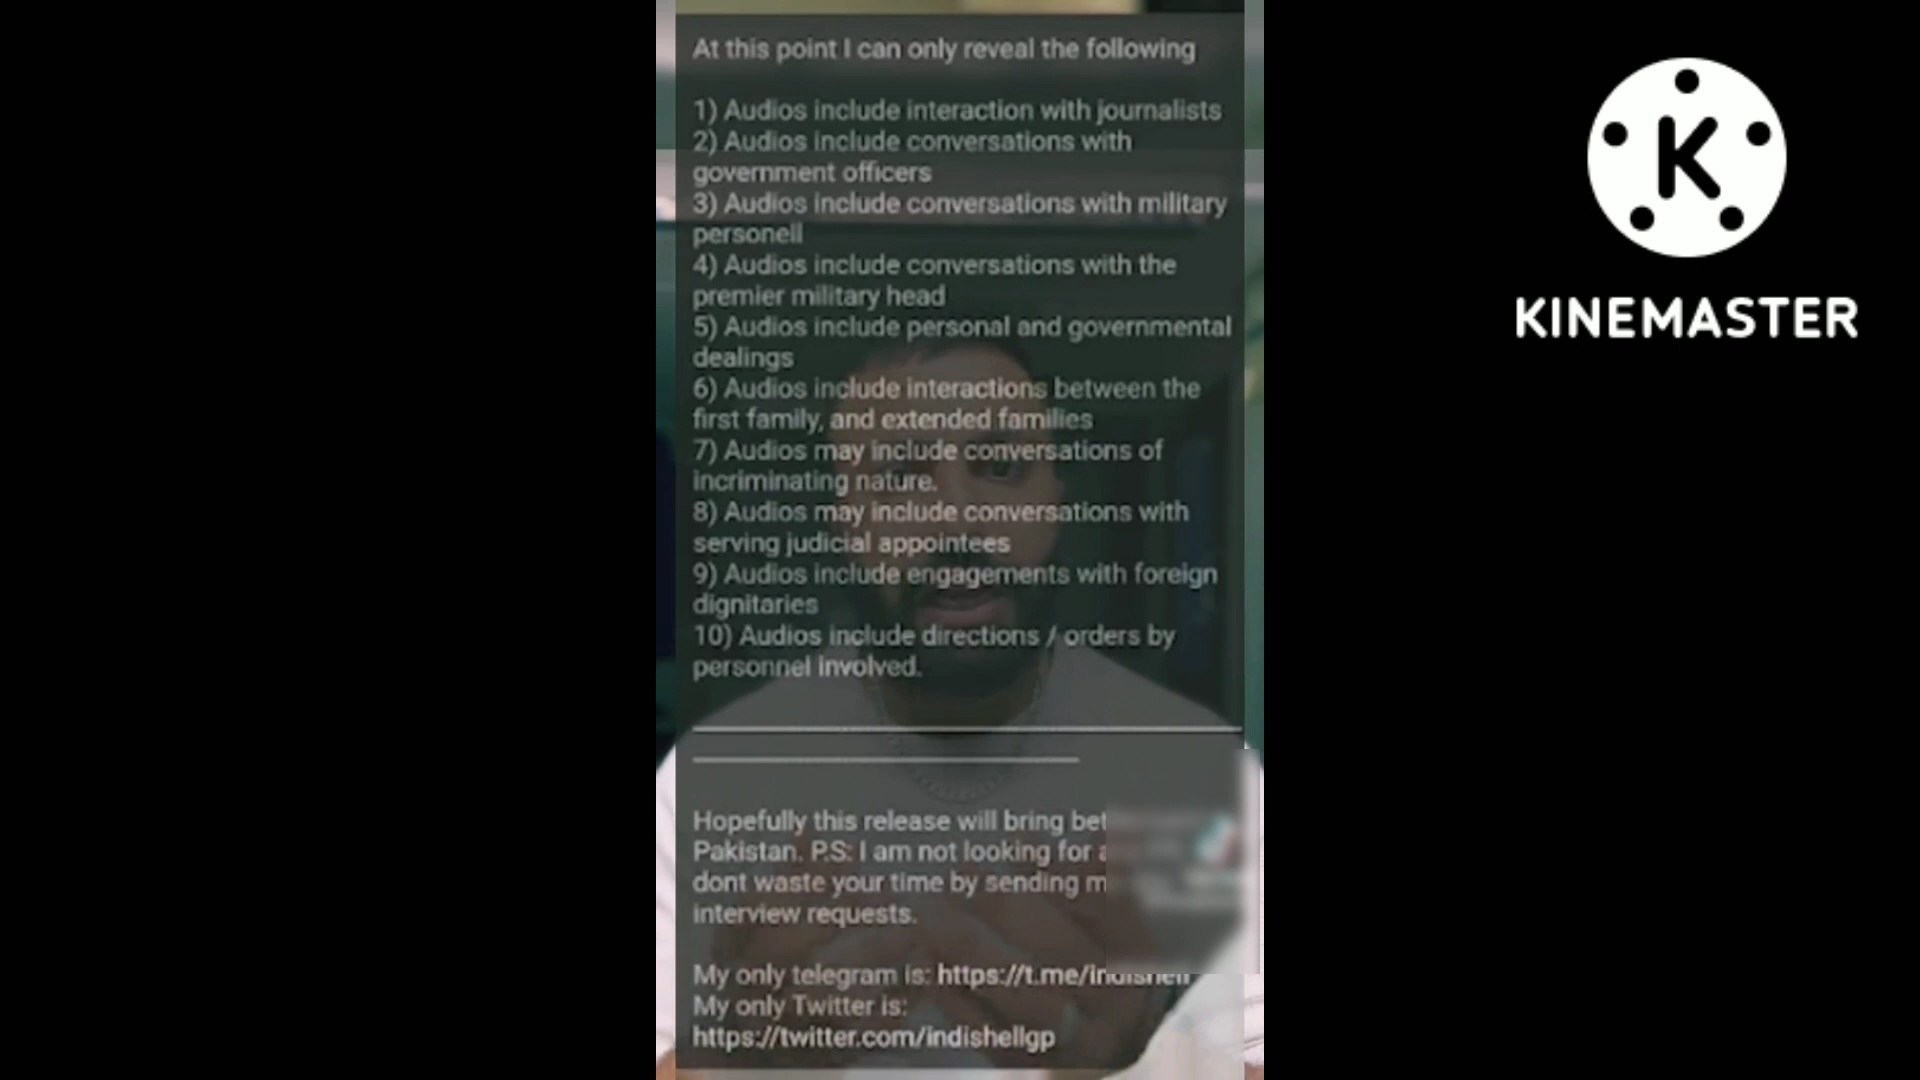 At this point I can only reveal the following
1) Audios include interaction with journalists
2) Audios include conversations with
government officers
3) Audios include conversations with military
personell
4) Audios include conversations with the
premier military head
5) Audios include personal and governmental
dealings
6) Audios include interactions between the
first family, and extended families
7) Audios may include conversations of
incriminating nature.
8) Audios may include conversations with
serving judicial appointees
9) Audios include engagements with foreign
dignitaries
10) Audios include directions / orders by
personnel involved.
Hopefully this release will bring
Pakistan. P.S: I am not looking for
dont waste your time by sending
interview requests.
My only telegram is: https://t.me/indishell
My only Twitter is:
https://twitter.com/indishellgp
K
KINEMASTER